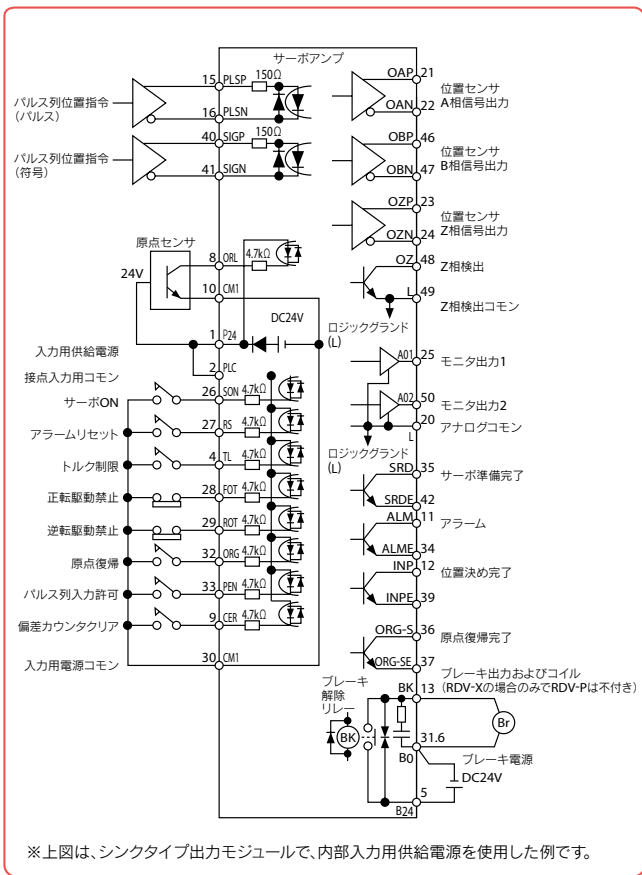 サーボアンプ
パルス列位置指令
(パルス)
15 PLSP 150Ω
16 PLSN
パルス列位置指令
(符号)
40 SIGP 150Ω
41 SIGN
原点センサ
24V
8 ORL 4.7kΩ
10 CM1
DC24V
1 P24
入力用供給電源
2 PLC
接点入力用コモン
サーボON 26 SON 4.7kΩ
アラームリセット 27 RS 4.7kΩ
トルク制限 4 TL 4.7kΩ
正転駆動禁止 28 FOT 4.7kΩ
逆転駆動禁止 29 ROT 4.7kΩ
原点復帰 32 ORG 4.7kΩ
パルス列入力許可 33 PEN 4.7kΩ
偏差カウンタクリア 9 CER 4.7kΩ
入力用電源コモン 30 CM1
OAP 21
OAN 22
位置センサ
A相信号出力
OBP 46
OBN 47
位置センサ
B相信号出力
OZP 23
OZN 24
位置センサ
Z相信号出力
OZ 48 Z相検出
L 49
Z相検出コモン
ロジックグランド
(L)
A01 25 モニタ出力1
A02 50 モニタ出力2
20 アナログコモン
L
ロジックグランド
(L)
SRD 35 サーボ準備完了
SRDE 42
ALM 11 アラーム
ALME 34
INP 12 位置決め完了
INPE 39
ORG-S 36 原点復帰完了
ORG-SE 37
ブレーキ出力およびコイル
(RDV-Xの場合のみでRDV-Pは不付き)
BK 13
ブレーキ
解除
リレー
BK
Br
31.6
B0
ブレーキ電源
DC24V
5
B24
※上図は、シンクタイプ出力モジュールで、内部入力用供給電源を使用した例です。